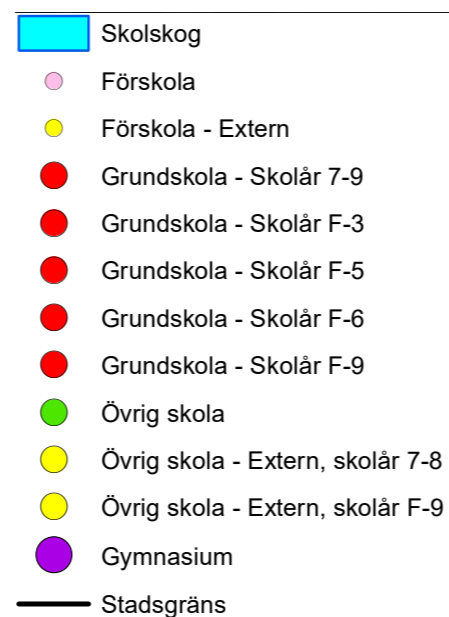 Skolskog
Förskola
Förskola - Extern
Grundskola - Skolår 7-9
Grundskola - Skolår F-3
Grundskola - Skolår F-5
Grundskola - Skolår F-6
Grundskola - Skolår F-9
Övrig skola
Övrig skola - Extern, skolår 7-8
Övrig skola - Extern, skolår F-9
Gymnasium
Stadsgräns